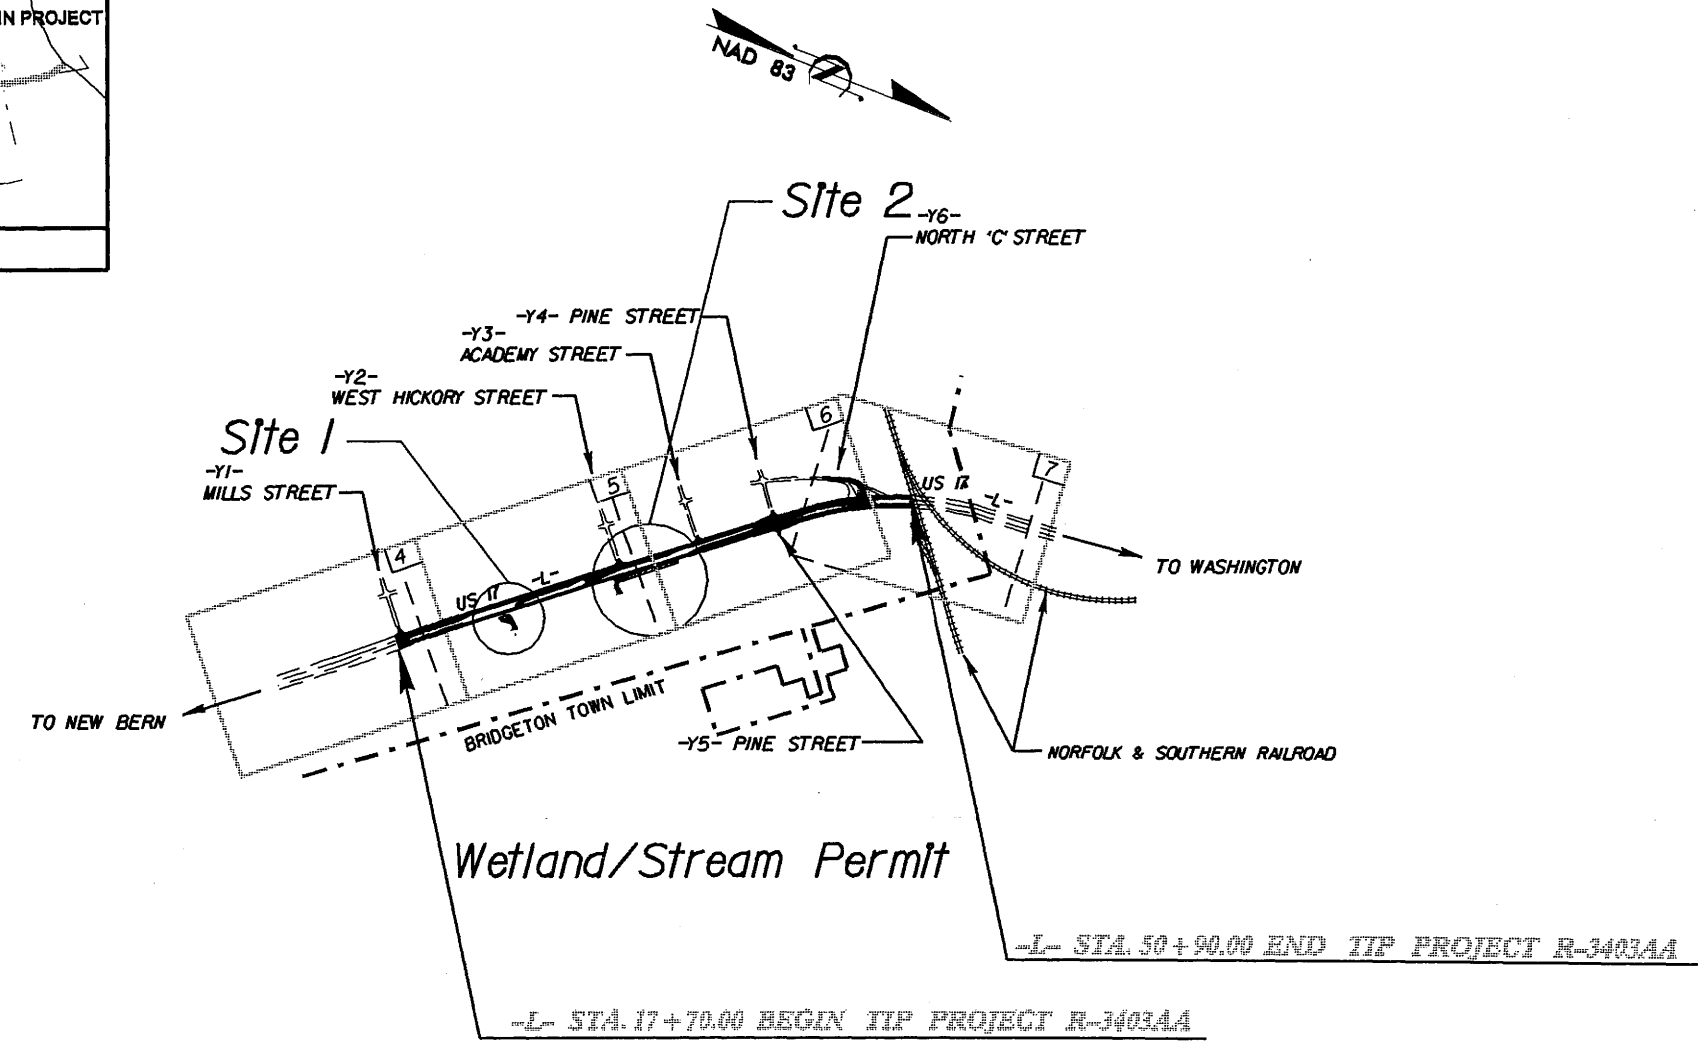 IN PROJECT
NAD 83
Site 2
-Y6-
NORTH 'C' STREET
-Y4- PINE STREET
-Y3-
ACADEMY STREET
-Y2-
WEST HICKORY STREET
Site 1
-Y1-
MILLS STREET
4
5
6
7
US 17
-L-
US 17
-L-
TO WASHINGTON
TO NEW BERN
BRIDGETON TOWN LIMIT
-Y5- PINE STREET
NORFOLK & SOUTHERN RAILROAD
Wetland/Stream Permit
-L- STA. 50+90.00 END TIP PROJECT R-3403AA
-L- STA. 17+70.00 BEGIN TIP PROJECT R-3403AA